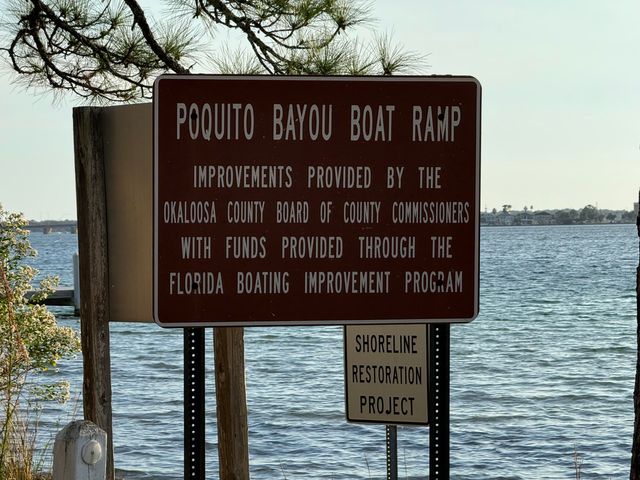 POQUITO BAYOU BOAT RAMP
IMPROVEMENTS PROVIDED BY THE
OKALOOSA COUNTY BOARD OF COUNTY COMMISSIONERS
WITH FUNDS PROVIDED THROUGH THE
FLORIDA BOATING IMPROVEMENT PROGRAM
SHORELINE
RESTORATION
PROJECT